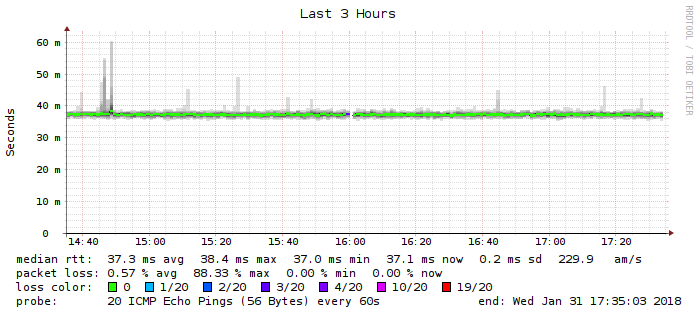 Last 3 Hours
RRDTOOL / TOBI OETIKER
Seconds
60 m
50 m
40 m
30 m
20 m
10 m
0
14:40 15:00 15:20 15:40 16:00 16:20 16:40 17:00 17:20
median rtt: 37.3 ms avg 38.4 ms max 37.0 ms min 37.1 ms now 0.2 ms sd 229.9 am/s
packet loss: 0.57 % avg 88.33 % max 0.00 % min 0.00 % now
loss color: 0 1/20 2/20 3/20 4/20 10/20 19/20
probe: 20 ICMP Echo Pings (56 Bytes) every 60s end: Wed Jan 31 17:35:03 2018